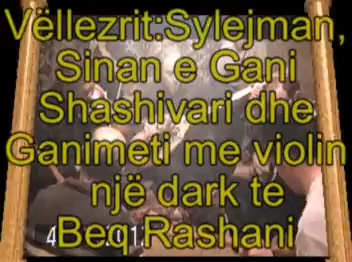 Vëllezrit:Sylejman,
Sinan e Gani
Shashivari dhe
Ganimeti me violin
një dark te
Beq Rashani